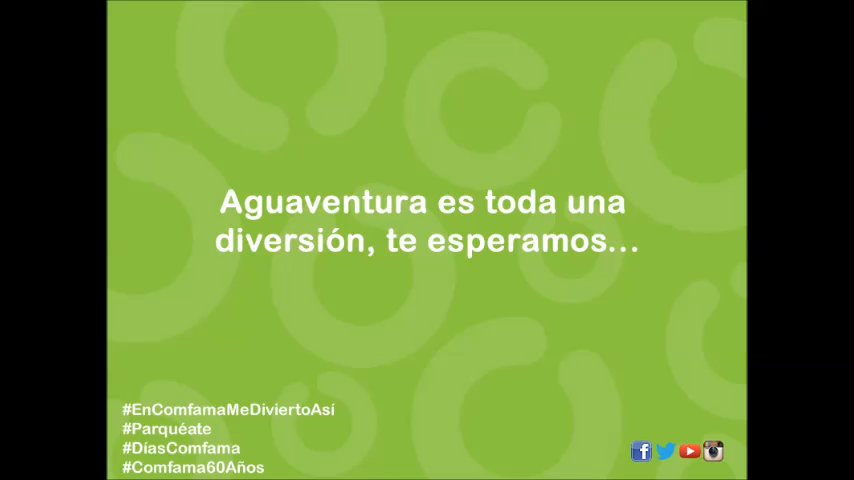 Aguaventura es toda una
diversión, te esperamos...
#EnComfamaMeDiviertoAsí
#Parquéate
#DíasComfama
#Comfama60Años